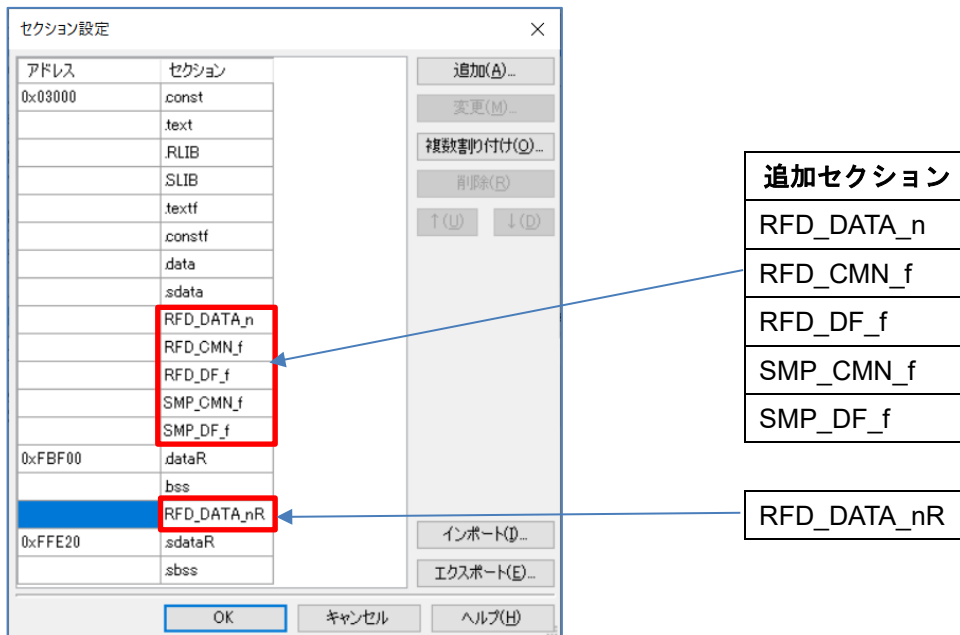 セクション設定
アドレス セクション
0x03000 .const
.text
.RLIB
.SLIB
.textf
.constf
.data
.sdata
RFD_DATA_n
RFD_CMN_f
RFD_DF_f
SMP_CMN_f
SMP_DF_f
0xFBF00 .dataR
.bss
RFD_DATA_nR
0xFFE20 .sdataR
.sbss
追加(A)...
変更(M)...
複数割り付け(O)...
削除(R)
↑(U) ↓(D)
インポート(I)...
エクスポート(E)...
OK キャンセル ヘルプ(H)
追加セクション
RFD_DATA_n
RFD_CMN_f
RFD_DF_f
SMP_CMN_f
SMP_DF_f
RFD_DATA_nR